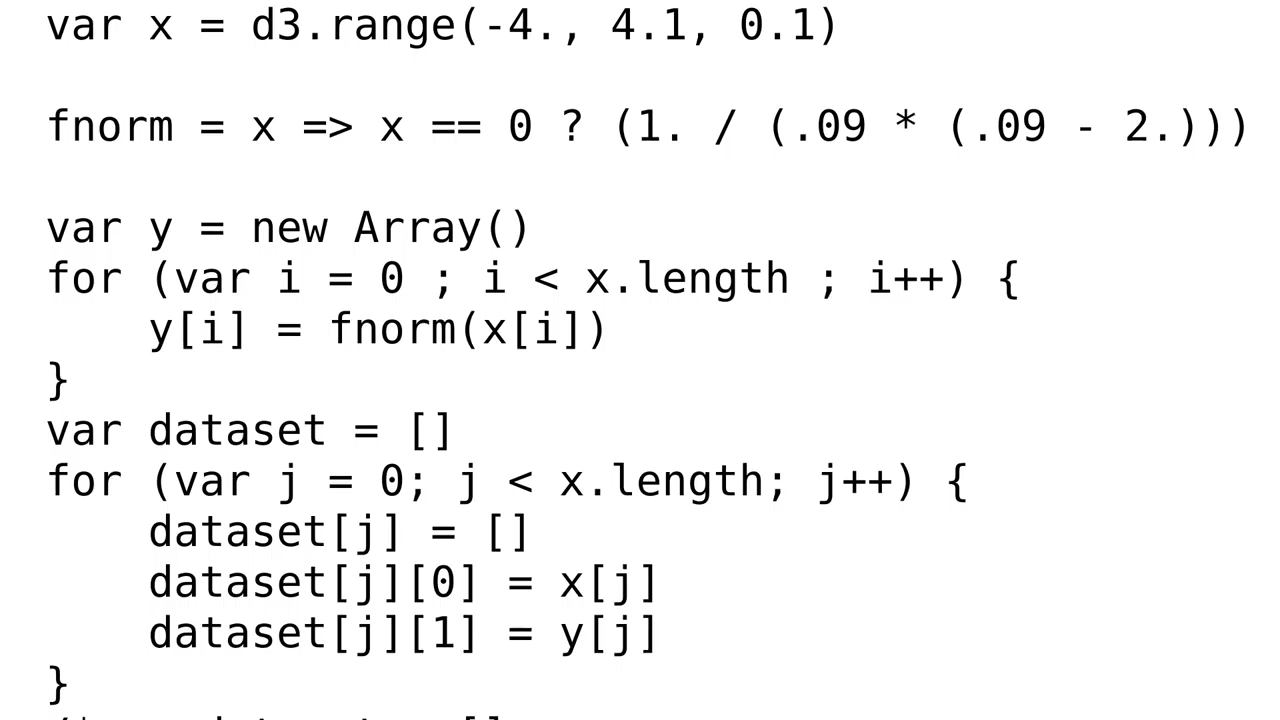 var x = d3.range(-4., 4.1, 0.1)
fnorm = x => x == 0 ? (1. / (.09 * (.09 - 2.)))
var y = new Array()
for (var i = 0 ; i < x.length ; i++) {
    y[i] = fnorm(x[i])
}
var dataset = []
for (var j = 0; j < x.length; j++) {
    dataset[j] = []
    dataset[j][0] = x[j]
    dataset[j][1] = y[j]
}